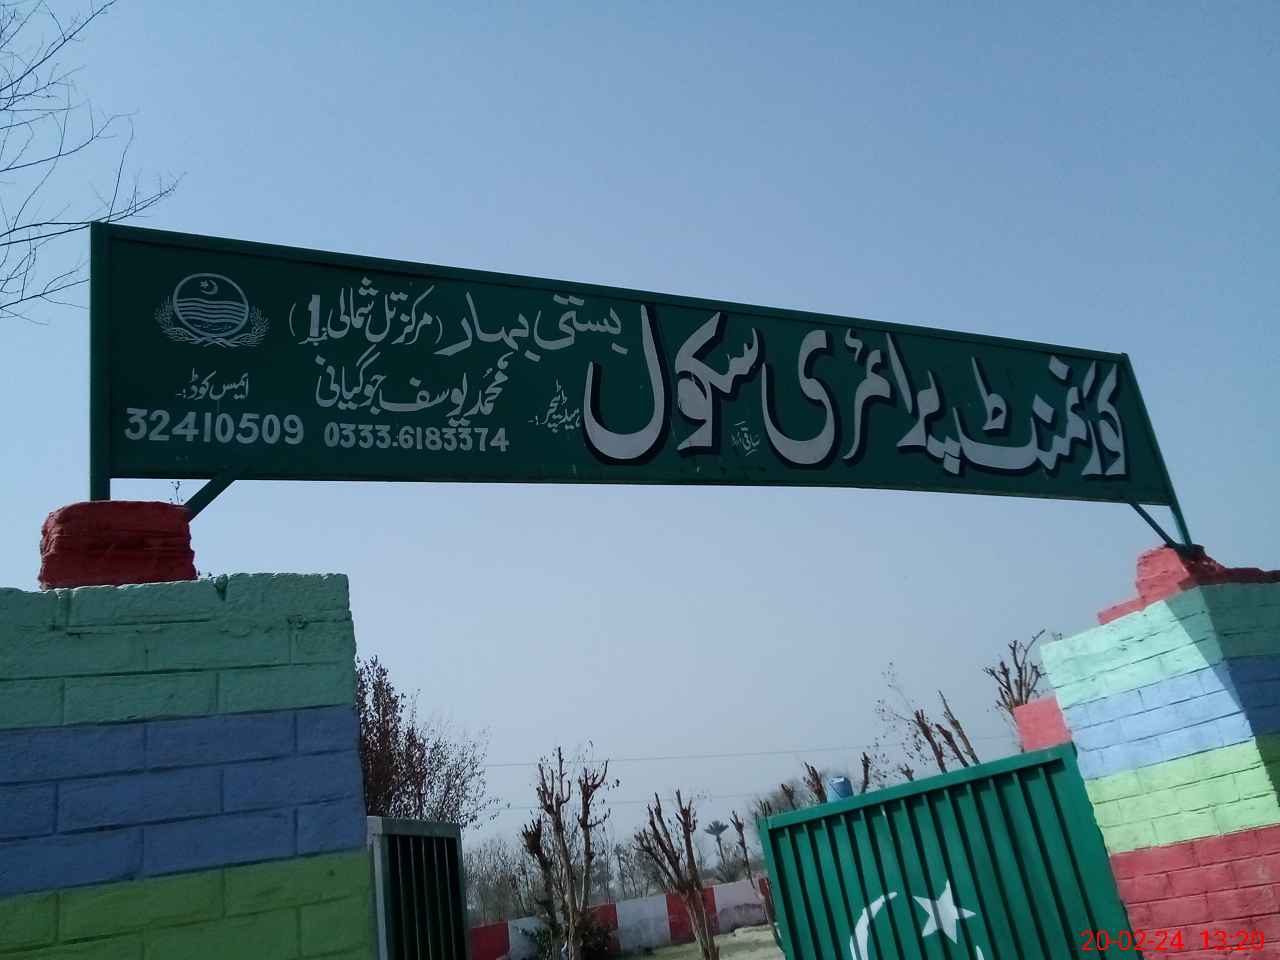 گورنمنٹ پرائمری سکول
بستی بہار (مرکز تل شمالی 1)
ہیڈ ٹیچر:۔ محمد یوسف جوگیانی
0333.6183374
ایمس کوڈ:۔
32410509
20-02-24 13:20